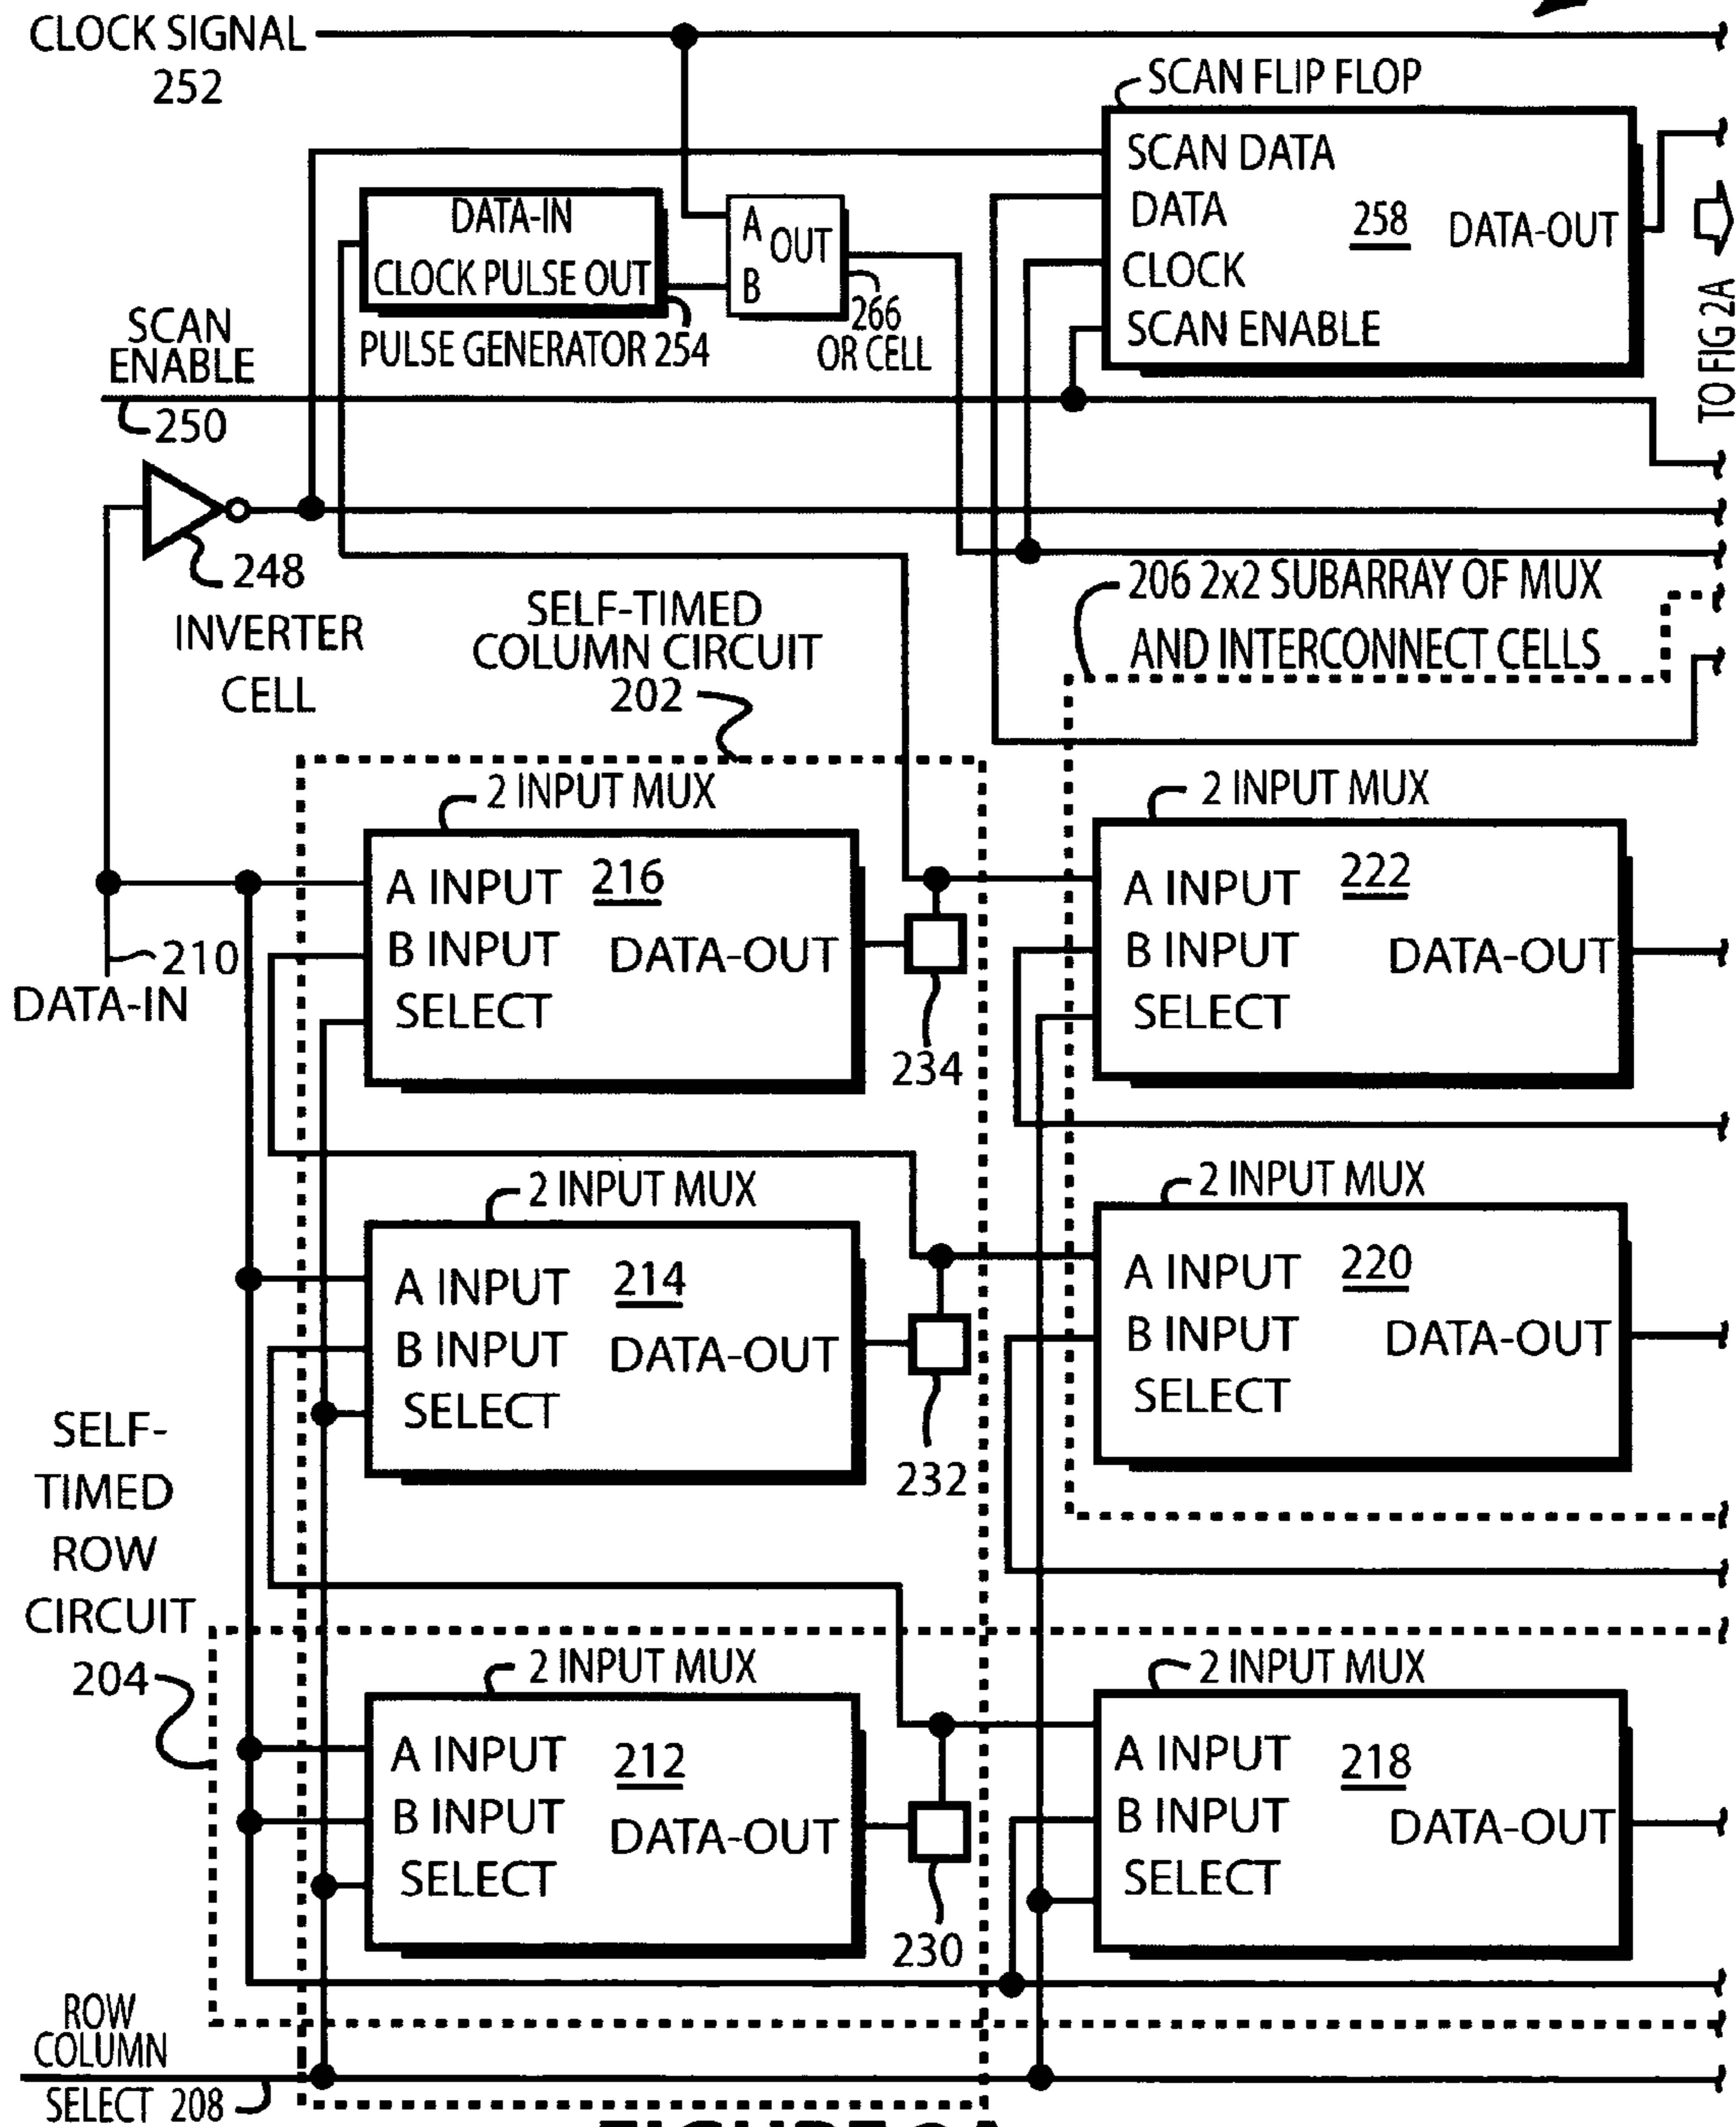 CLOCK SIGNAL
252
SCAN FLIP FLOP
SCAN DATA
DATA
258
DATA-OUT
CLOCK
SCAN ENABLE
DATA-IN
CLOCK PULSE OUT
PULSE GENERATOR 254
A
OUT
B
266
OR CELL
TO FIG 2A
SCAN
ENABLE
250
248
INVERTER
CELL
SELF-TIMED
COLUMN CIRCUIT
202
206 2x2 SUBARRAY OF MUX
AND INTERCONNECT CELLS
2 INPUT MUX
A INPUT
216
B INPUT
DATA-OUT
SELECT
234
2 INPUT MUX
A INPUT
222
B INPUT
DATA-OUT
SELECT
210
DATA-IN
2 INPUT MUX
A INPUT
214
B INPUT
DATA-OUT
SELECT
232
2 INPUT MUX
A INPUT
220
B INPUT
DATA-OUT
SELECT
SELF-
TIMED
ROW
CIRCUIT
204
2 INPUT MUX
A INPUT
212
B INPUT
DATA-OUT
SELECT
230
2 INPUT MUX
A INPUT
218
B INPUT
DATA-OUT
SELECT
ROW
COLUMN
SELECT 208